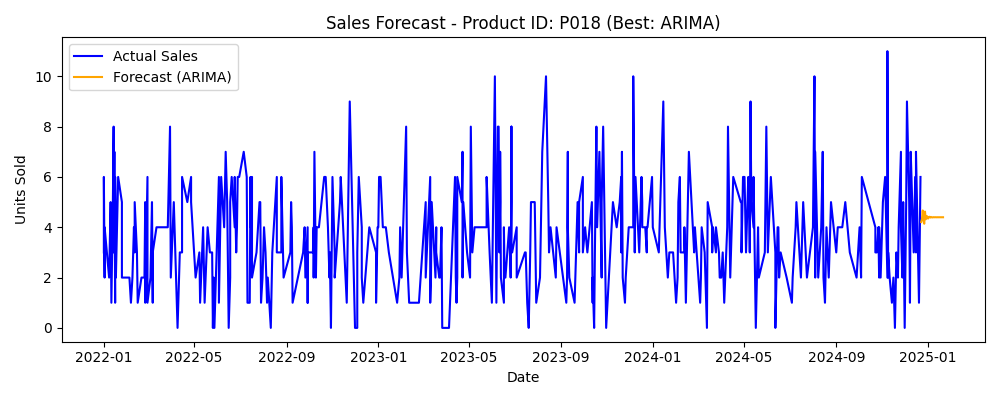 Sales Forecast - Product ID: P018 (Best: ARIMA)
Actual Sales
Forecast (ARIMA)
Units Sold
10
8
6
4
2
0
2022-01 2022-05 2022-09 2023-01 2023-05 2023-09 2024-01 2024-05 2024-09 2025-01
Date